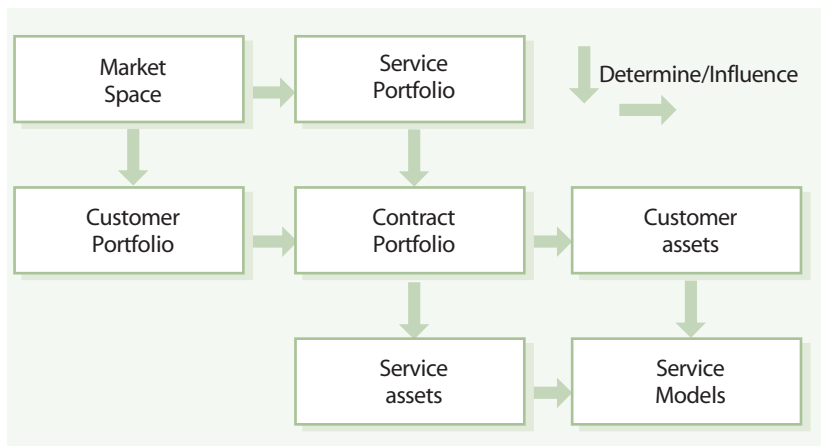 Market
Space
Service
Portfolio
Determine/Influence
Customer
Portfolio
Contract
Portfolio
Customer
assets
Service
assets
Service
Models